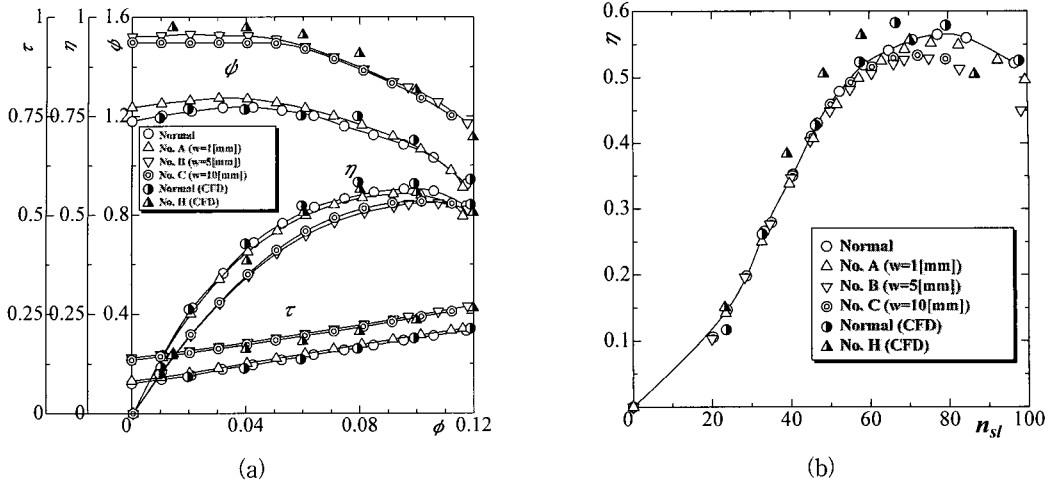 τ
η
ψ
1
1
1.6
0.75
0.75
1.2
0.5
0.5
0.8
0.25
0.25
0.4
0
0
0
0.04
0.08
0.12
ϕ
ψ
η
τ
Normal
No. A (w=1[mm])
No. B (w=5[mm])
No. C (w=10[mm])
Normal (CFD)
No. H (CFD)
(a)
η
0.6
0.5
0.4
0.3
0.2
0.1
0
20
40
60
80
100
n_sl
Normal
No. A (w=1[mm])
No. B (w=5[mm])
No. C (w=10[mm])
Normal (CFD)
No. H (CFD)
(b)